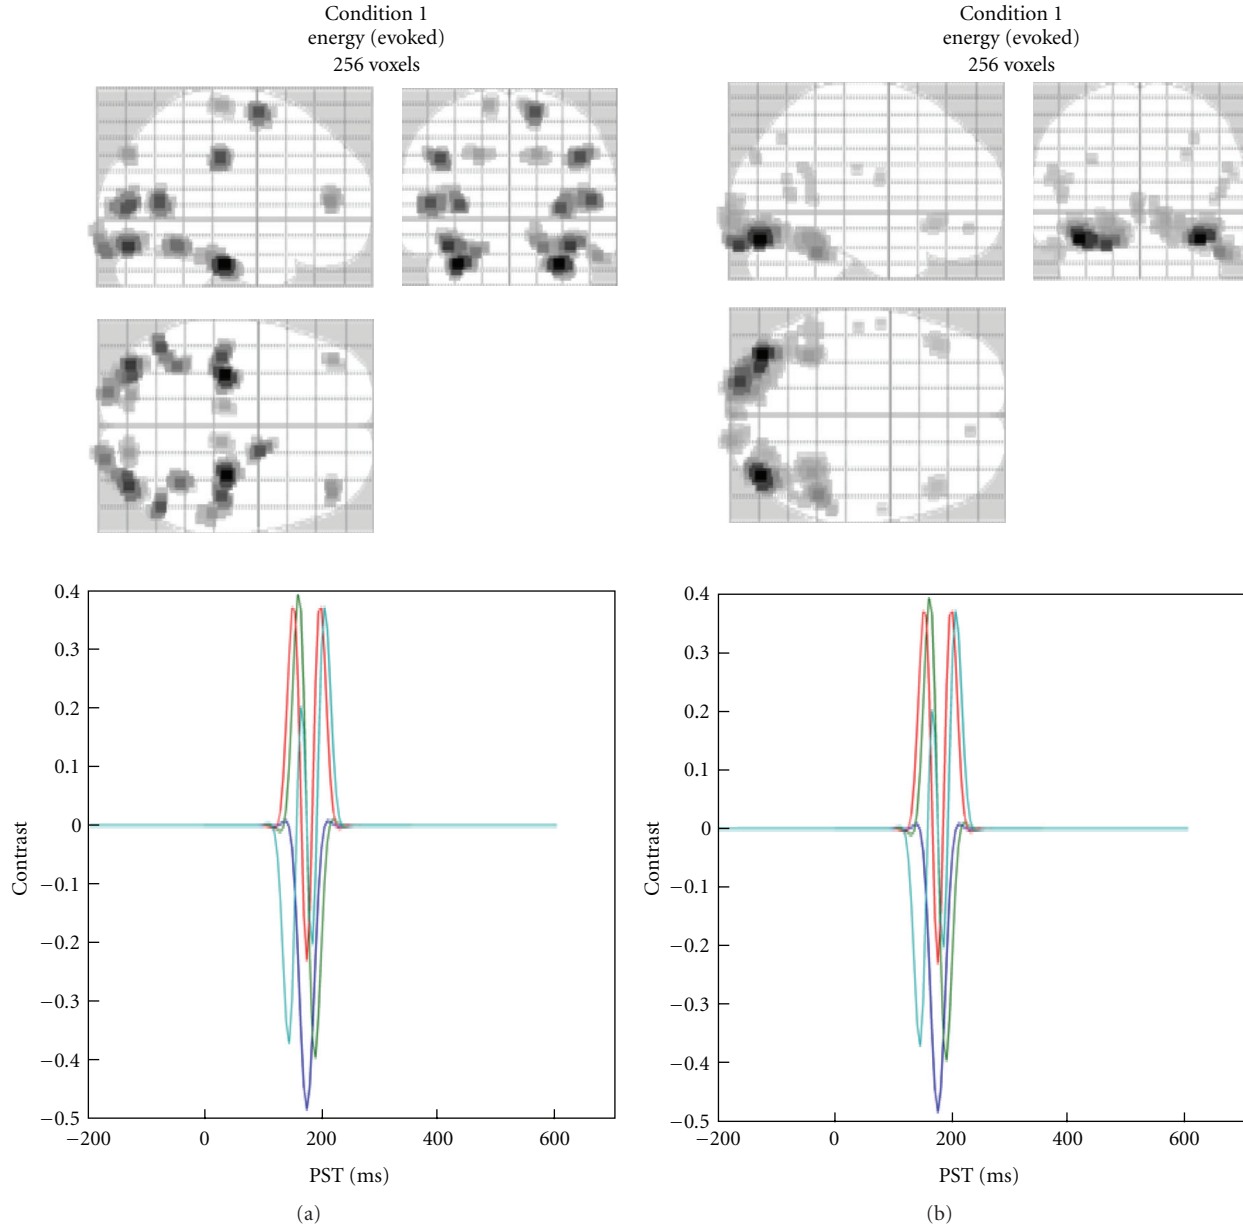 Condition 1
energy (evoked)
256 voxels
Condition 1
energy (evoked)
256 voxels
0.4
0.3
0.2
0.1
0
−0.1
−0.2
−0.3
−0.4
−0.5
Contrast
−200
0
200
400
600
PST (ms)
(a)
0.4
0.3
0.2
0.1
0
−0.1
−0.2
−0.3
−0.4
−0.5
Contrast
−200
0
200
400
600
PST (ms)
(b)